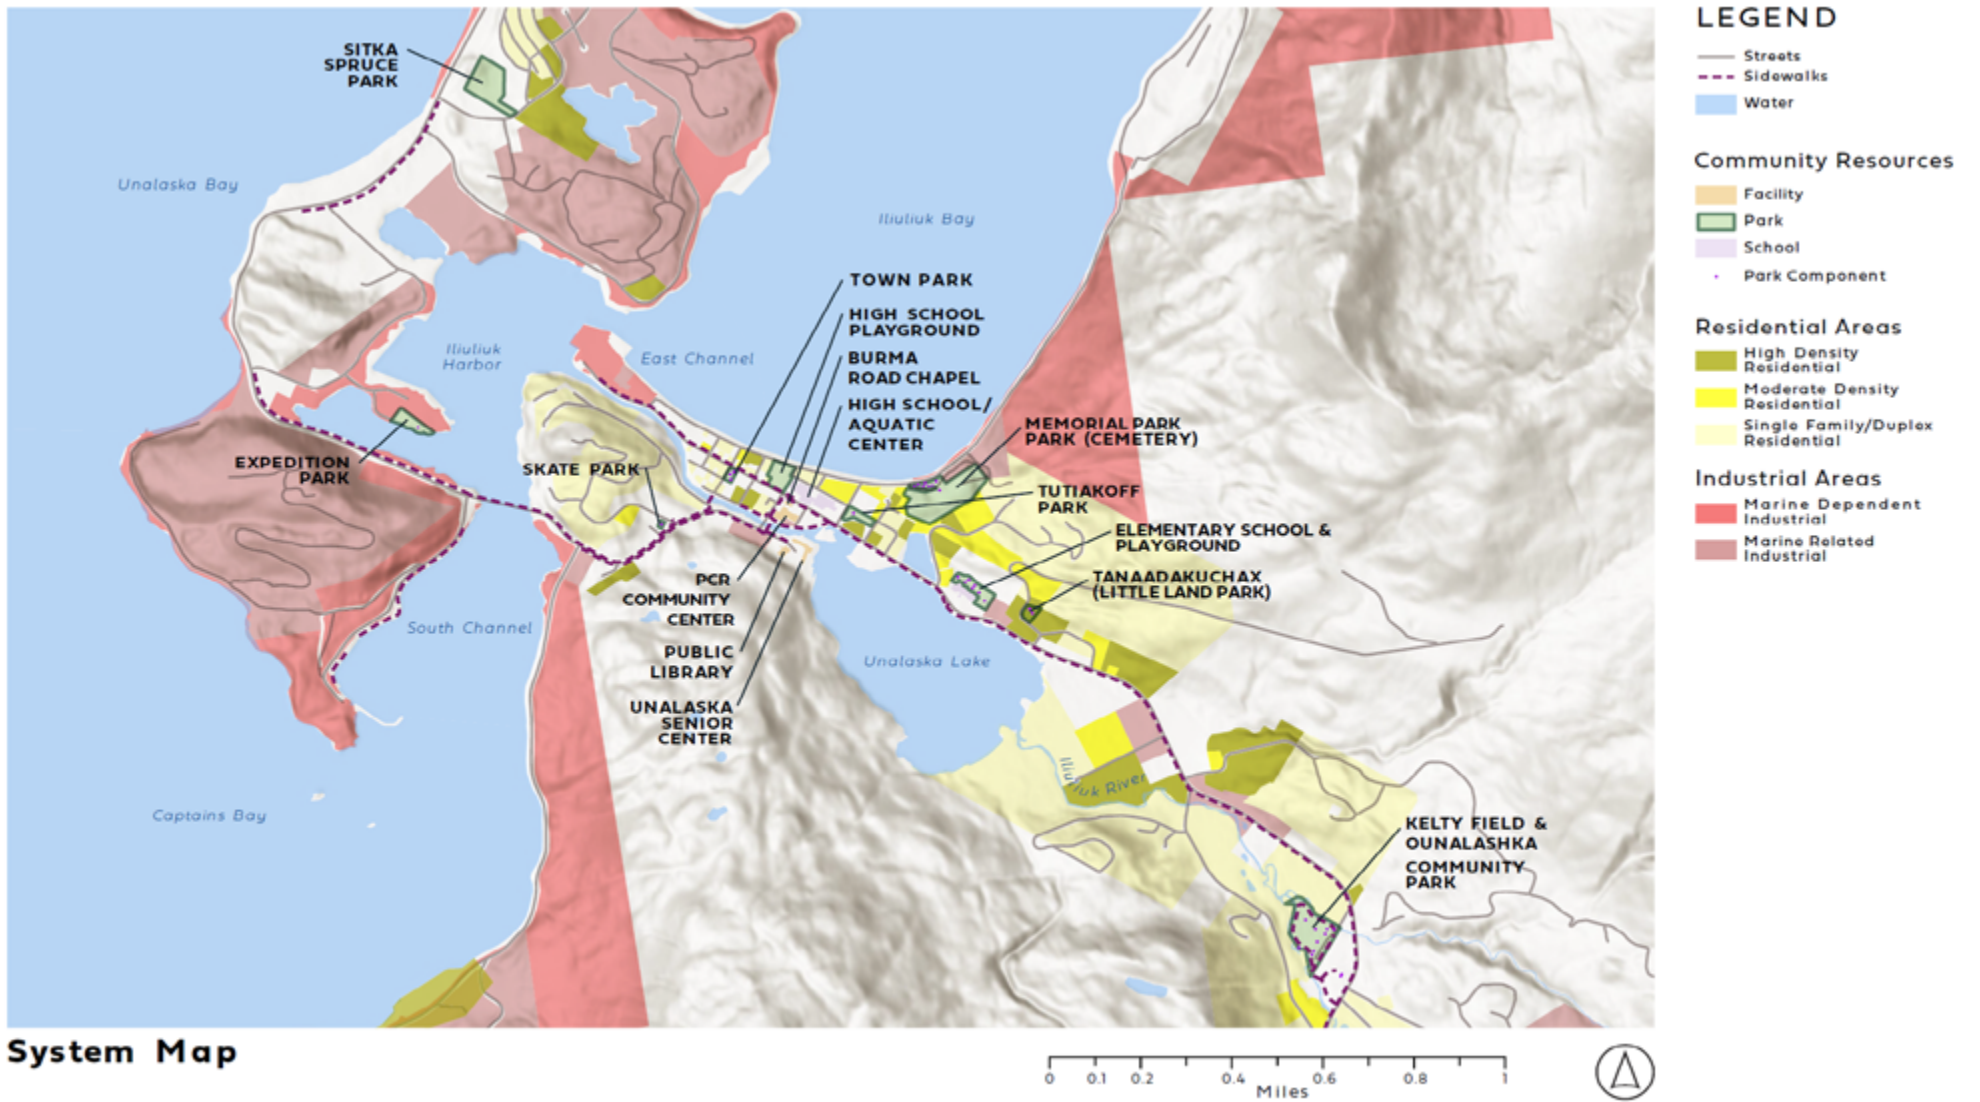 SITKA
SPRUCE
PARK
Unalaska Bay
Iliuliuk Bay
TOWN PARK
HIGH SCHOOL
PLAYGROUND
Iliuliuk
Harbor
East Channel
BURMA
ROAD CHAPEL
HIGH SCHOOL/
AQUATIC
CENTER
MEMORIAL PARK
PARK (CEMETERY)
EXPEDITION
PARK
SKATE PARK
TUTIAKOFF
PARK
ELEMENTARY SCHOOL &
PLAYGROUND
TANAADAKUCHAX
(LITTLE LAND PARK)
PCR
COMMUNITY
CENTER
South Channel
PUBLIC
LIBRARY
Unalaska Lake
UNALASKA
SENIOR
CENTER
Iliuliuk River
Captains Bay
KELTY FIELD &
OUNALASHKA
COMMUNITY
PARK
LEGEND
Streets
Sidewalks
Water
Community Resources
Facility
Park
School
Park Component
Residential Areas
High Density
Residential
Moderate Density
Residential
Single Family/Duplex
Residential
Industrial Areas
Marine Dependent
Industrial
Marine Related
Industrial
System Map
0 0.1 0.2 0.4 0.6 0.8 1
Miles